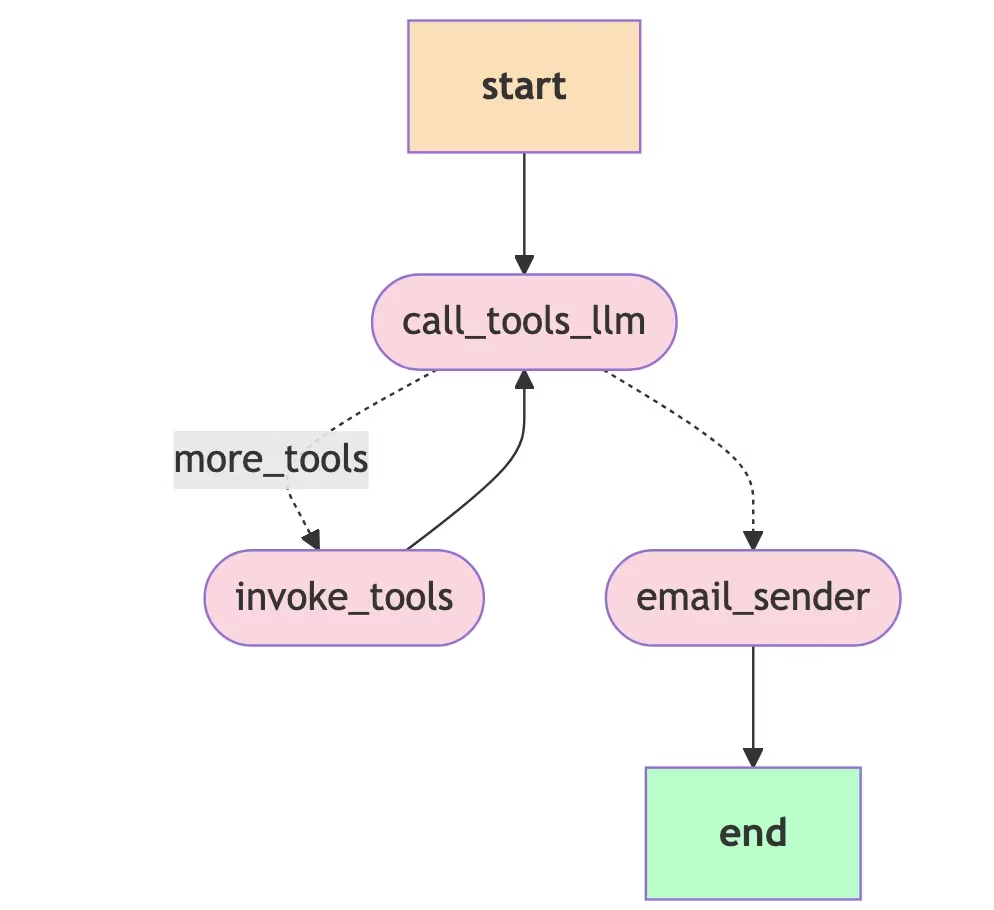 start
call_tools_llm
more_tools
invoke_tools
email_sender
end